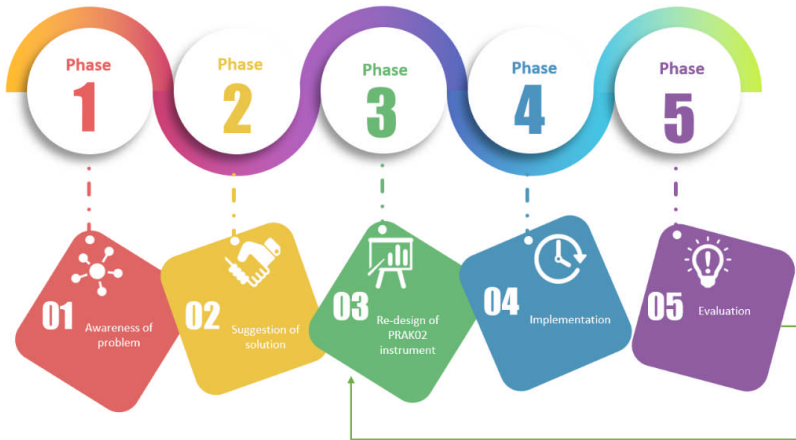 Phase
1
Phase
2
Phase
3
Phase
4
Phase
5
01
Awareness of
problem
02
Suggestion of
solution
03
Re-design of
PRAK02
instrument
04
Implementation
05
Evaluation